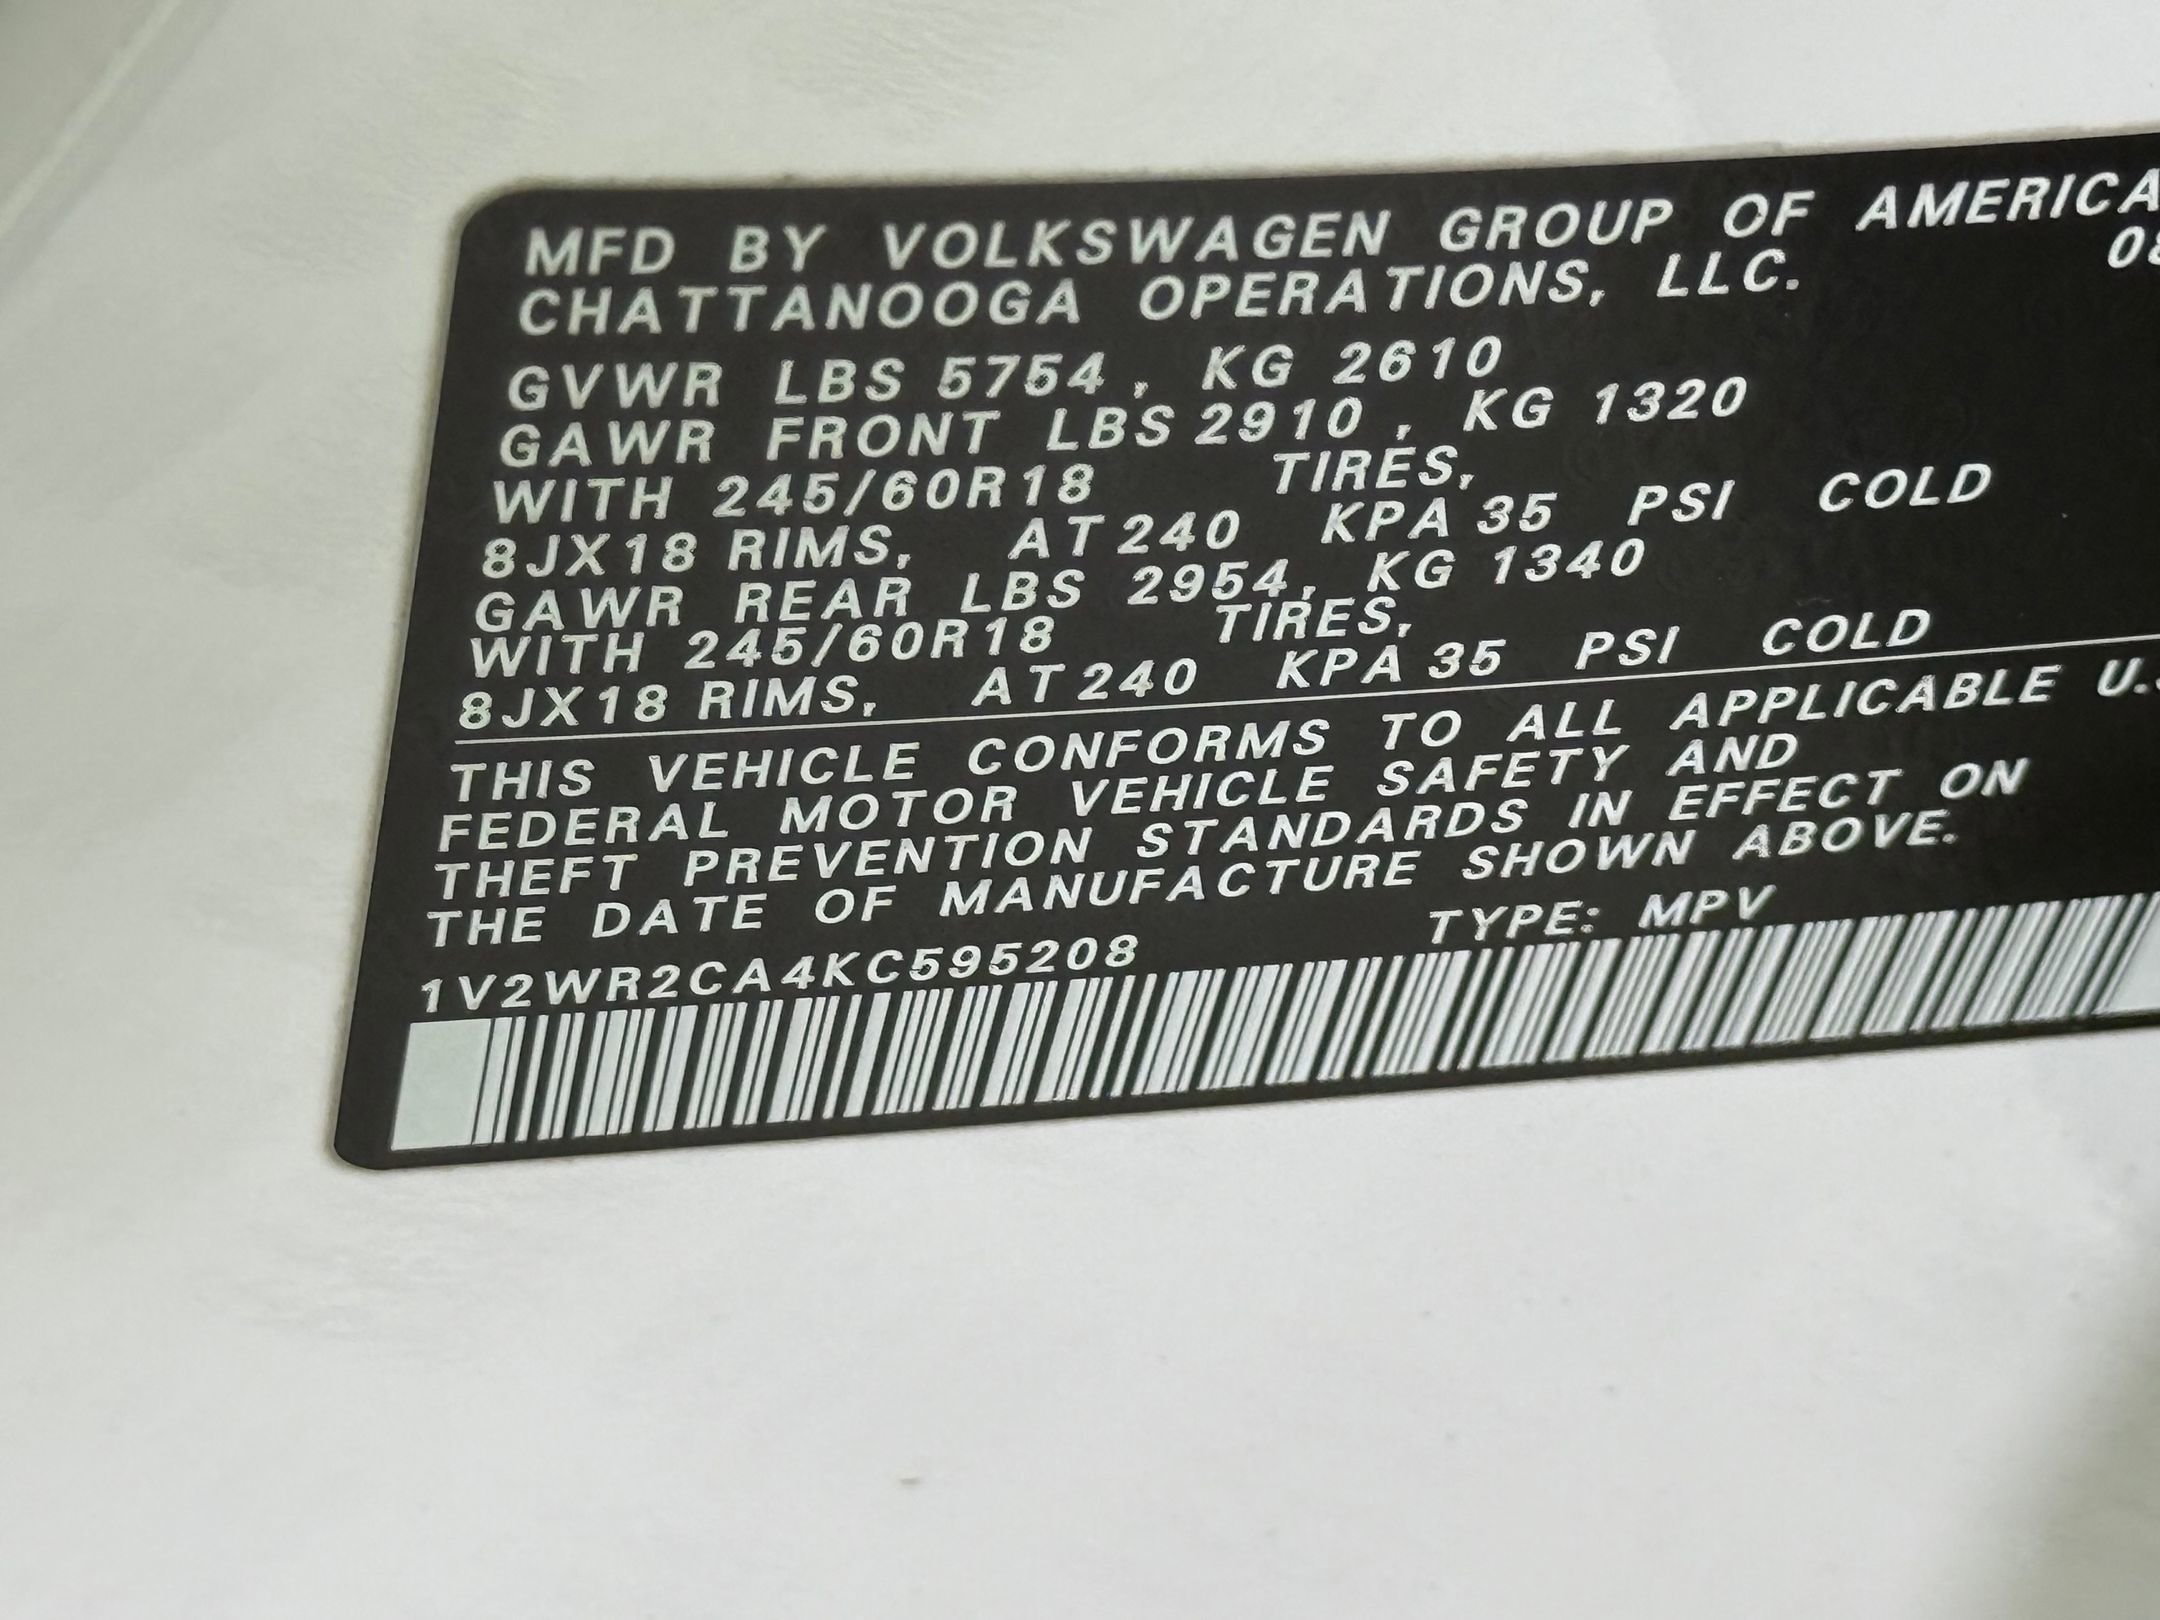 MFD BY VOLKSWAGEN GROUP OF AMERICA
CHATTANOOGA OPERATIONS, LLC.
GVWR LBS 5754, KG 2610
GAWR FRONT LBS 2910, KG 1320
WITH 245/60R18 TIRES,
8JX18 RIMS, AT 240 KPA 35 PSI COLD
GAWR REAR LBS 2954, KG 1340
WITH 245/60R18 TIRES,
8JX18 RIMS, AT 240 KPA 35 PSI COLD
THIS VEHICLE CONFORMS TO ALL APPLICABLE U.S
FEDERAL MOTOR VEHICLE SAFETY AND
THEFT PREVENTION STANDARDS IN EFFECT ON
THE DATE OF MANUFACTURE SHOWN ABOVE.
1V2WR2CA4KC595208 TYPE: MPV